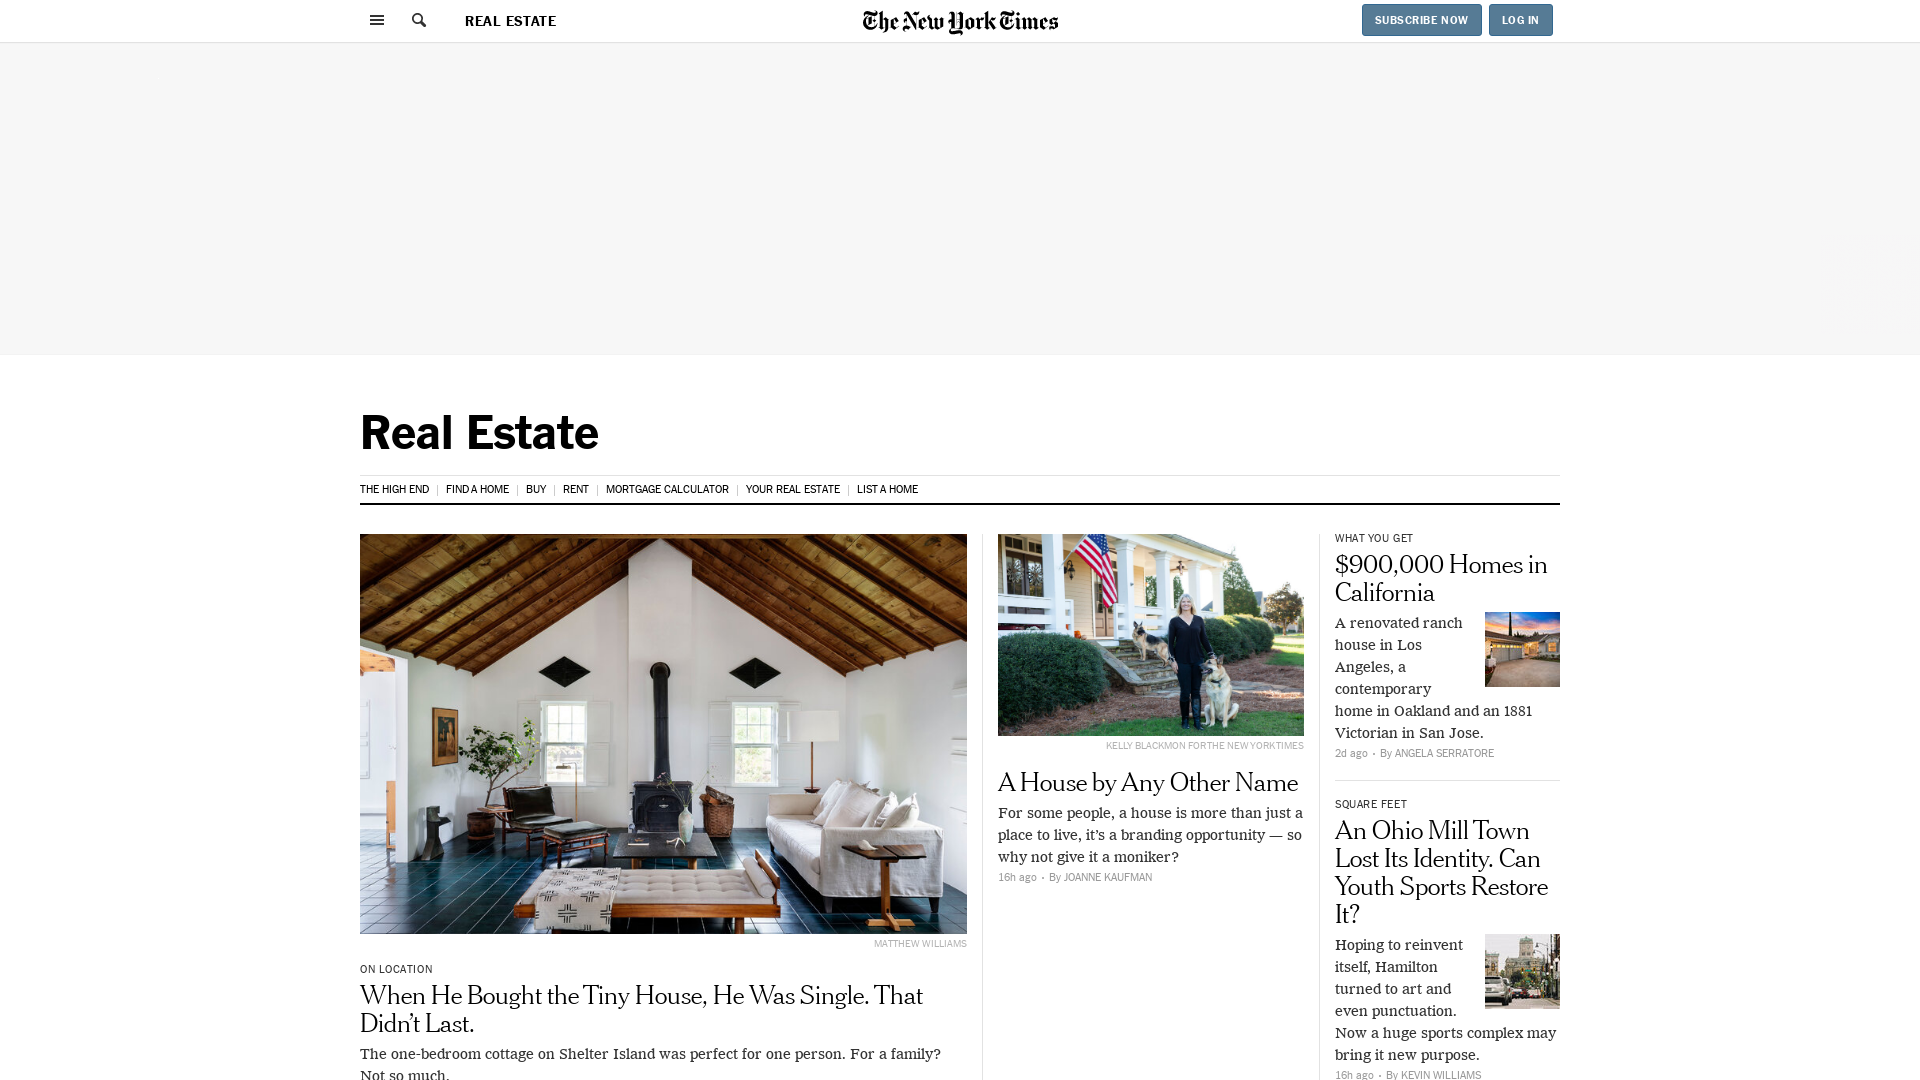 REAL ESTATE
The New York Times
SUBSCRIBE NOW
LOG IN
Real Estate
THE HIGH END
FIND A HOME
BUY
RENT
MORTGAGE CALCULATOR
YOUR REAL ESTATE
LIST A HOME
MATTHEW WILLIAMS
ON LOCATION
When He Bought the Tiny House, He Was Single. That
Didn’t Last.
The one-bedroom cottage on Shelter Island was perfect for one person. For a family?
Not so much.
KELLY BLACKMON FOR THE NEW YORK TIMES
A House by Any Other Name
For some people, a house is more than just a
place to live, it’s a branding opportunity — so
why not give it a moniker?
16h ago · By JOANNE KAUFMAN
WHAT YOU GET
$900,000 Homes in
California
A renovated ranch
house in Los
Angeles, a
contemporary
home in Oakland and an 1881
Victorian in San Jose.
2d ago · By ANGELA SERRATORE
SQUARE FEET
An Ohio Mill Town
Lost Its Identity. Can
Youth Sports Restore
It?
Hoping to reinvent
itself, Hamilton
turned to art and
even punctuation.
Now a huge sports complex may
bring it new purpose.
16h ago · By KEVIN WILLIAMS